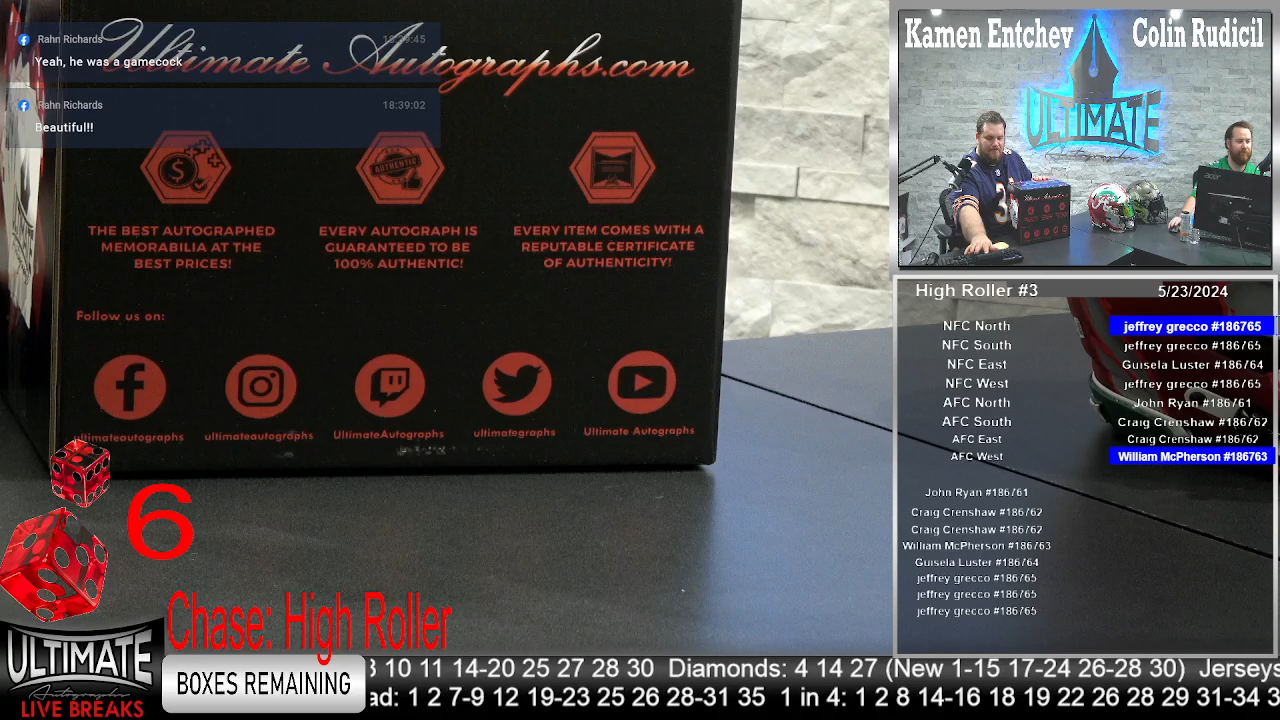 Rahn Richards
Yeah, he was a gamecock
Rahn Richards 18:39:02
Beautiful!!
Ultimate Autographs.com
THE BEST AUTOGRAPHED
MEMORABILIA AT THE
BEST PRICES!
AUTHENTIC
EVERY AUTOGRAPH IS
GUARANTEED TO BE
100% AUTHENTIC!
EVERY ITEM COMES WITH A
REPUTABLE CERTIFICATE
OF AUTHENTICITY!
Follow us on:
ultimateautographs
ultimateautographs
UltimateAutographs
ultimategraphs
Ultimate Autographs
6
Chase: High Roller
ULTIMATE
Autographs
LIVE BREAKS
BOXES REMAINING
Kamen Entchev
Colin Rudicil
ULTIMATE
acer
High Roller #3 5/23/2024
NFC North jeffrey grecco #186765
NFC South jeffrey grecco #186765
NFC East Guisela Luster #186764
NFC West jeffrey grecco #186765
AFC North John Ryan #186761
AFC South Craig Crenshaw #186762
AFC East Craig Crenshaw #186762
AFC West William McPherson #186763
John Ryan #186761
Craig Crenshaw #186762
Craig Crenshaw #186762
William McPherson #186763
Guisela Luster #186764
jeffrey grecco #186765
jeffrey grecco #186765
jeffrey grecco #186765
10 11 14-20 25 27 28 30 Diamonds: 4 14 27 (New 1-15 17-24 26-28 30) Jerseys
ad: 1 2 7-9 12 19-23 25 26 28-31 35 1 in 4: 1 2 8 14-16 18 19 22 26 28 29 31-34